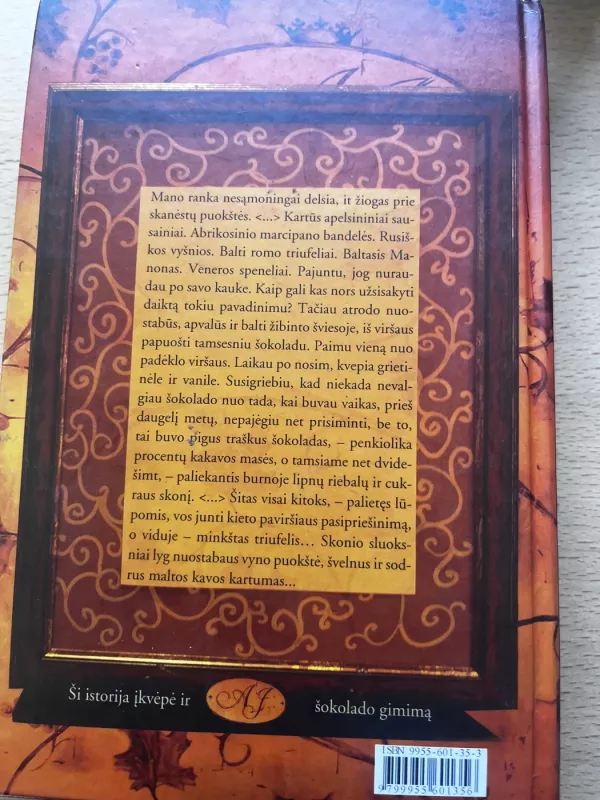 Mano ranka nesąmoningai delsia, it žiogas prie
skanėstų puokštės. <...> Kartūs apelsininiai sau-
sainiai. Abrikosinio marcipano bandelės. Rusiš-
kos vyšnios. Balti romo triufeliai. Baltasis Ma-
nonas. Veneros speneliai. Pajuntu, jog nurau-
dau po savo kauke. Kaip gali kas nors užsisakyti
daiktą tokiu pavadinimu? Tačiau atrodo nuo-
stabūs, apvalūs ir balti žibinto šviesoje, iš viršaus
papuošti tamsesniu šokoladu. Paimu vieną nuo
padėklo viršaus. Laikau po nosim, kvepia grieti-
nėle ir vanile. Susigriebiu, kad niekada neval-
giau šokolado nuo tada, kai buvau vaikas, prieš
daugelį metų, nepajėgiu net prisiminti, be to,
tai buvo pigus traškus šokoladas, – penkiolika
procentų kakavos masės, o tamsiame net dvide-
šimt, – paliekantis burnoje lipnų riebalų ir cuk-
raus skonį. <...> Šitas visai kitoks, – palietęs lū-
pomis, vos junti kieto paviršiaus pasipriešinimą,
o viduje – minkštas triufelis... Skonio sluoks-
niai lyg nuostabaus vyno puokštė, švelnus ir sod-
rus maltos kavos kartumas...
Ši istorija įkvėpė ir AJ šokolado gimimą
ISBN 9955-601-35-3
9799955601356